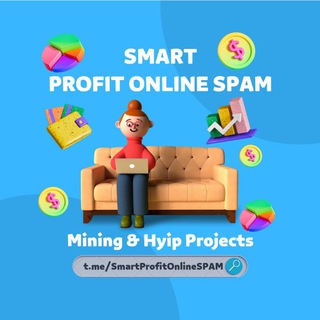 SMART
PROFIT ONLINE SPAM
Mining & Hyip Projects
t.me/SmartProfitOnlineSPAM